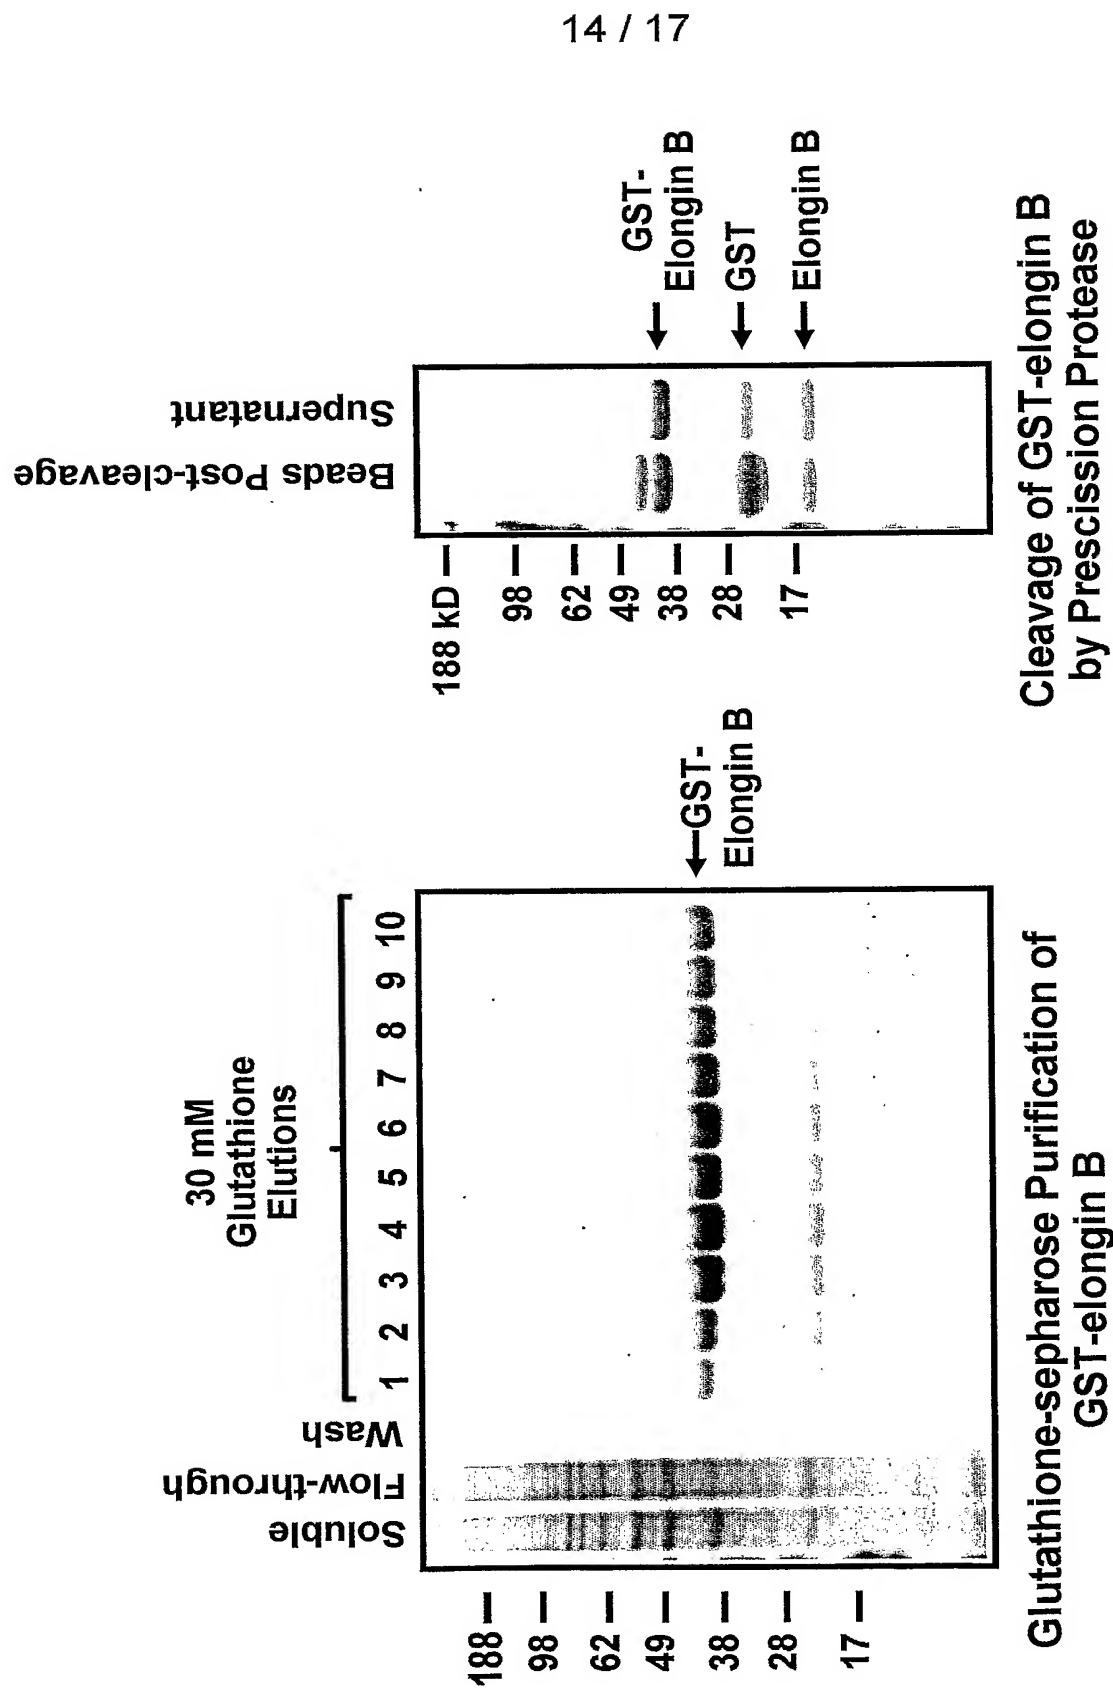 14 / 17
30 mM
Glutathione
Elutions
Soluble
Flow-through
Wash
1 2 3 4 5 6 7 8 9 10
188
98
62
49
38
28
17
GST-
Elongin B
Glutathione-sepharose Purification of
GST-elongin B
Beads Post-cleavage
Supernatant
188 kD
98
62
49
38
28
17
GST-
Elongin B
GST
Elongin B
Cleavage of GST-elongin B
by Prescission Protease